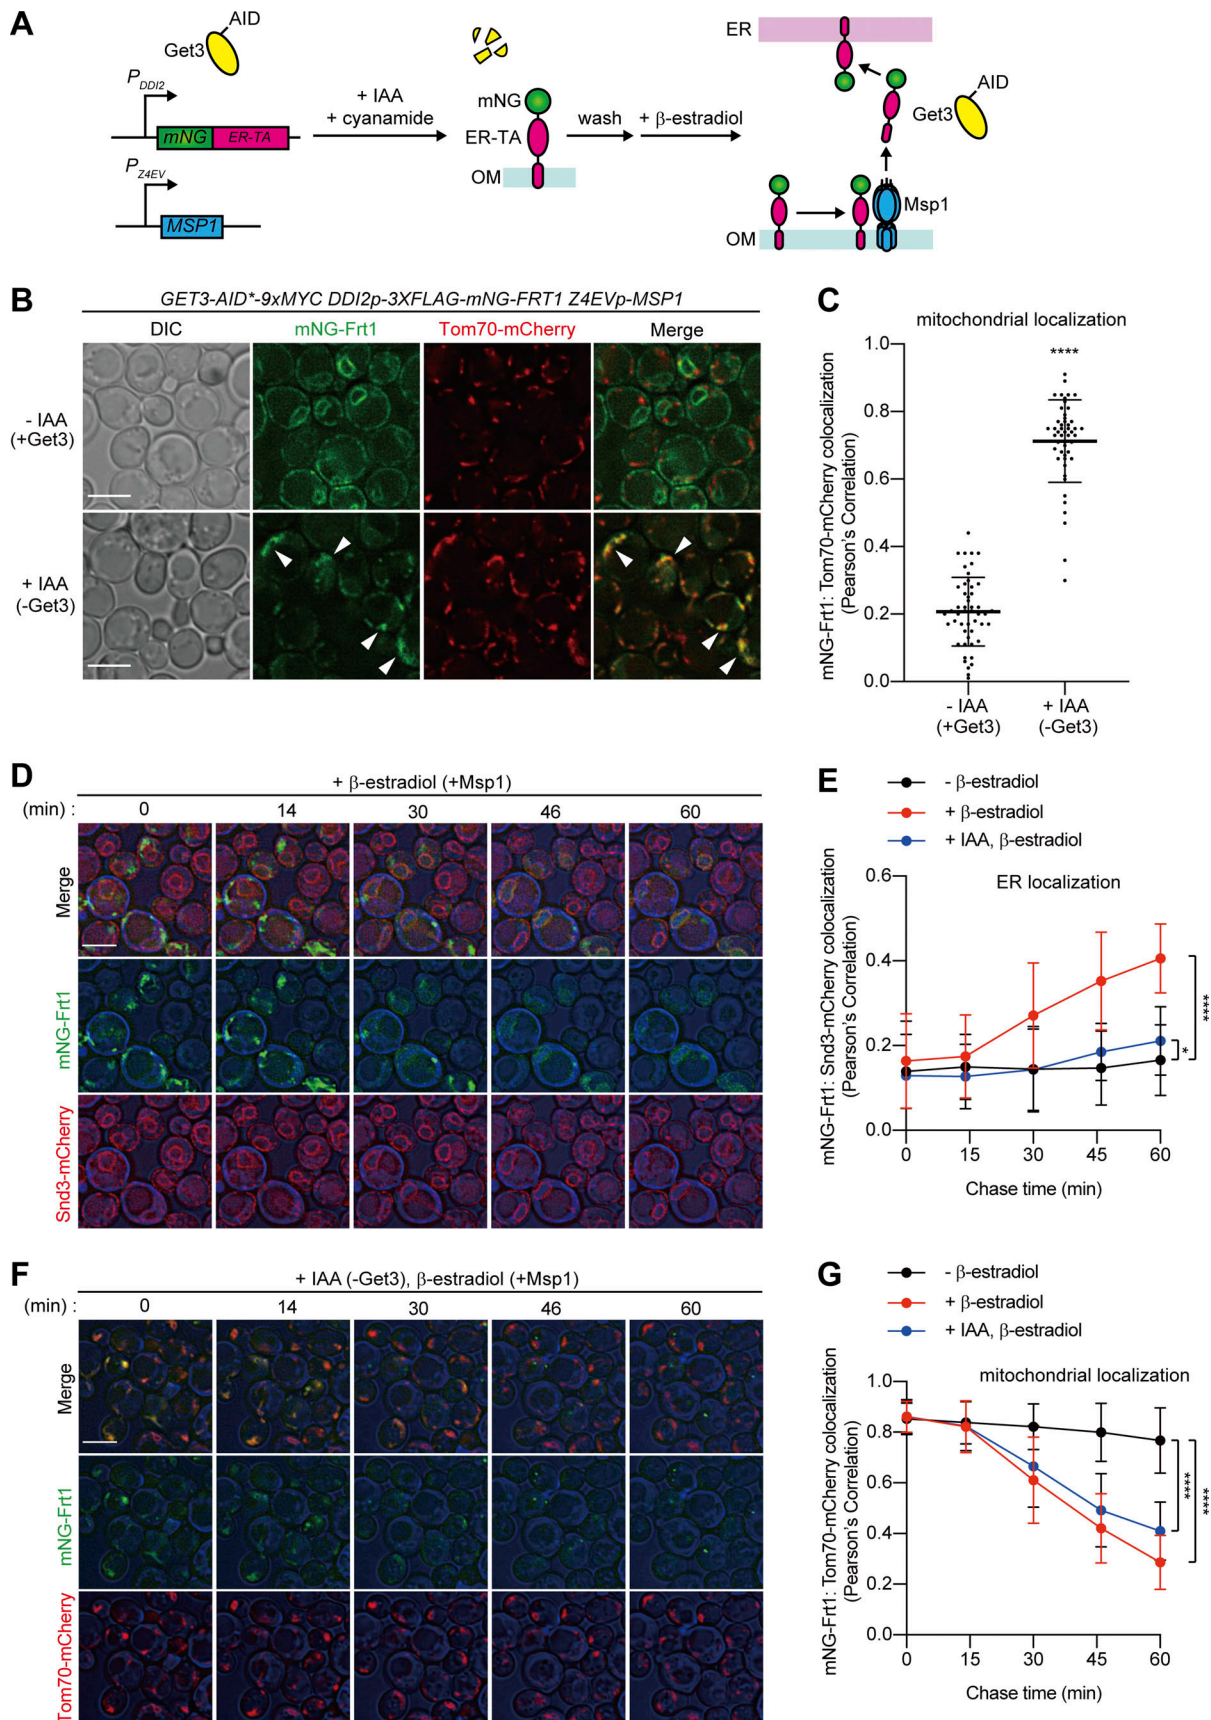 A
AID
Get3
P_DDI2
mNG ER-TA
P_Z4EV
MSP1
+ IAA
+ cyanamide
mNG
ER-TA
OM
wash
+ β-estradiol
ER
AID
Get3
Msp1
OM
B
GET3-AID*-9xMYC DDI2p-3XFLAG-mNG-FRT1 Z4EVp-MSP1
DIC mNG-Frt1 Tom70-mCherry Merge
- IAA
(+Get3)
+ IAA
(-Get3)
C
mitochondrial localization
****
mNG-Frt1: Tom70-mCherry colocalization
(Pearson's Correlation)
1.0
0.8
0.6
0.4
0.2
0.0
- IAA
(+Get3)
+ IAA
(-Get3)
D
+ β-estradiol (+Msp1)
(min) : 0 14 30 46 60
Merge
mNG-Frt1
Snd3-mCherry
E
- β-estradiol
+ β-estradiol
+ IAA, β-estradiol
ER localization
mNG-Frt1: Snd3-mCherry colocalization
(Pearson's Correlation)
0.6
0.4
0.2
0.0
****
*
0 15 30 45 60
Chase time (min)
F
+ IAA (-Get3), β-estradiol (+Msp1)
(min) : 0 14 30 46 60
Merge
mNG-Frt1
Tom70-mCherry
G
- β-estradiol
+ β-estradiol
+ IAA, β-estradiol
mitochondrial localization
mNG-Frt1: Tom70-mCherry colocalization
(Pearson's Correlation)
1.0
0.8
0.6
0.4
0.2
0.0
****
****
0 15 30 45 60
Chase time (min)